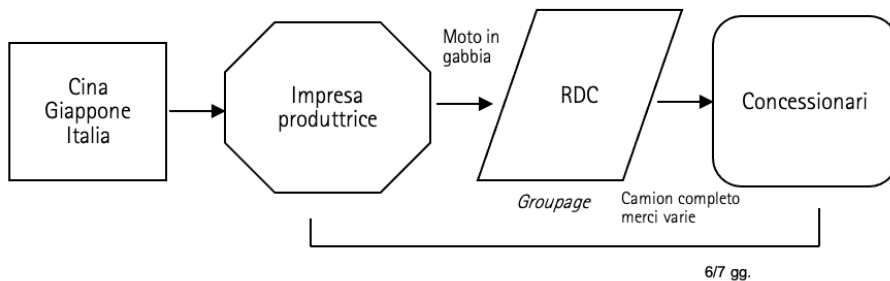 Cina
Giappone
Italia
Impresa
produttrice
Moto in
gabbia
RDC
Concessionari
Groupage
Camion completo
merci varie
6/7 gg.